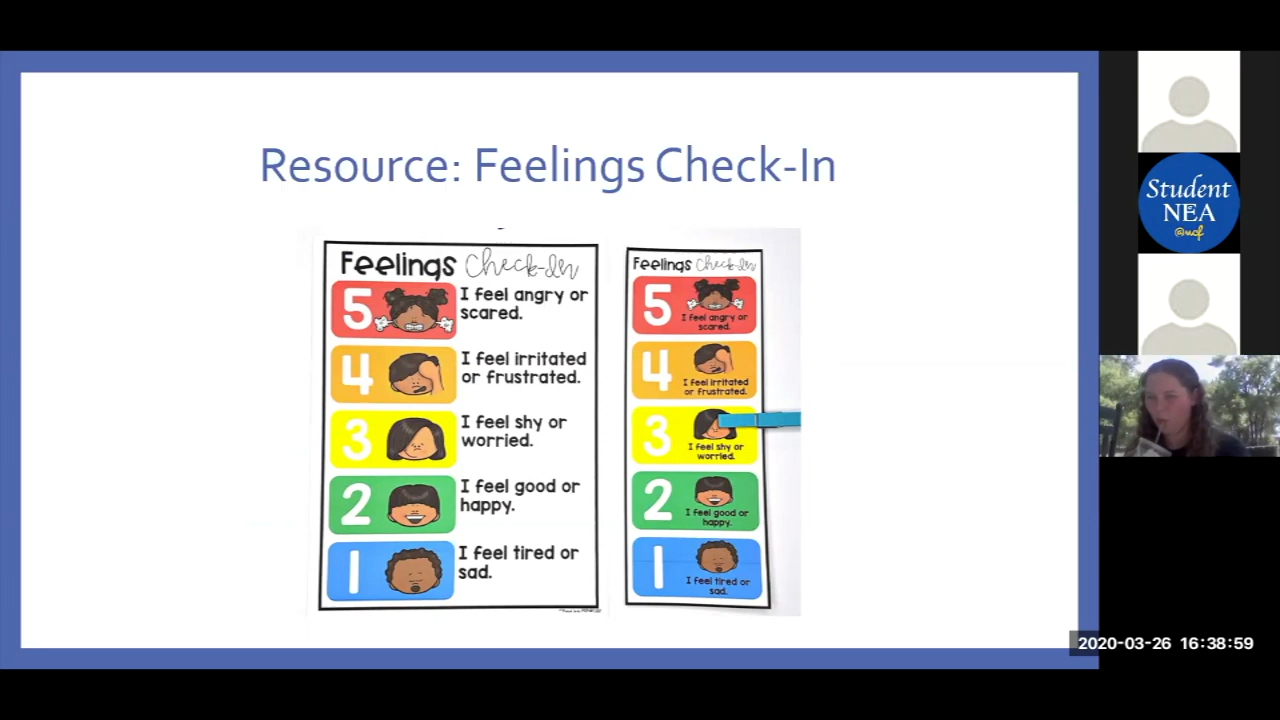 Resource: Feelings Check-In
Feelings Check-In
5
I feel angry or
scared.
4
I feel irritated
or frustrated.
3
I feel shy or
worried.
2
I feel good or
happy.
1
I feel tired or
sad.
Feelings Check-In
5
I feel angry or
scared.
4
I feel irritated
or frustrated.
3
I feel shy or
worried.
2
I feel good or
happy.
1
I feel tired or
sad.
Student
NEA
@ucf
2020-03-26 16:38:59